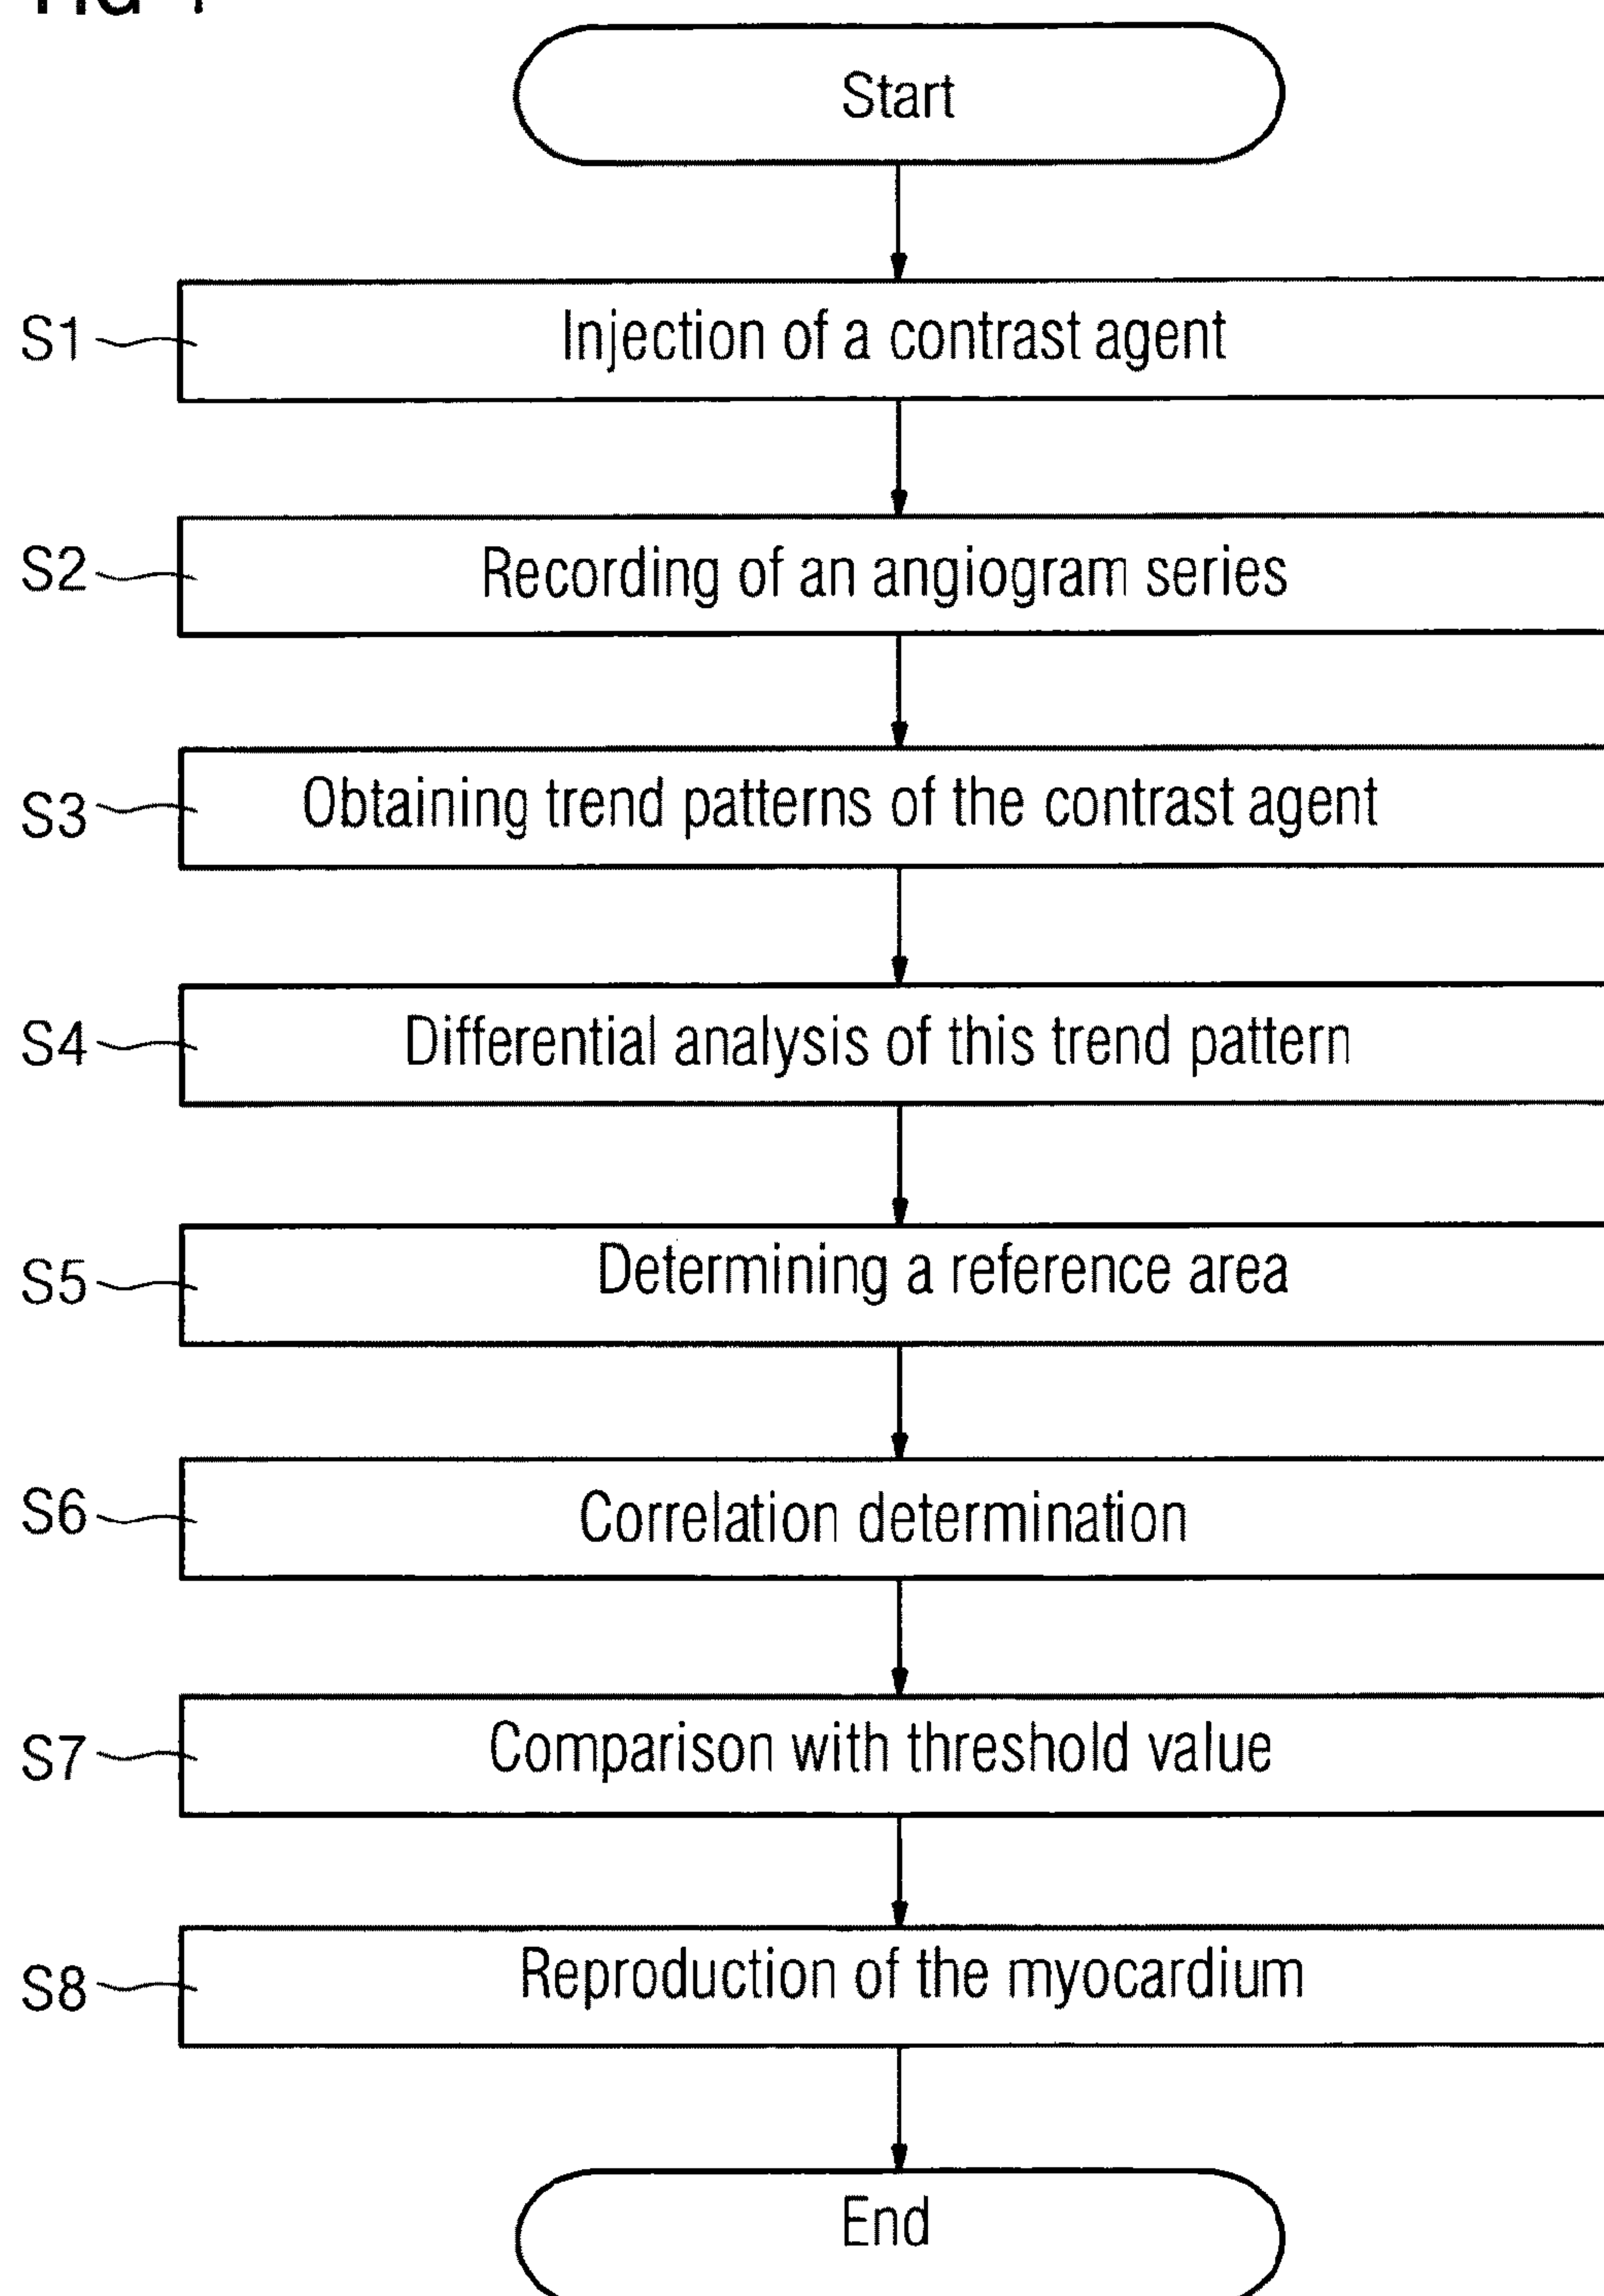 Start
S1 Injection of a contrast agent
S2 Recording of an angiogram series
S3 Obtaining trend patterns of the contrast agent
S4 Differential analysis of this trend pattern
S5 Determining a reference area
S6 Correlation determination
S7 Comparison with threshold value
S8 Reproduction of the myocardium
End